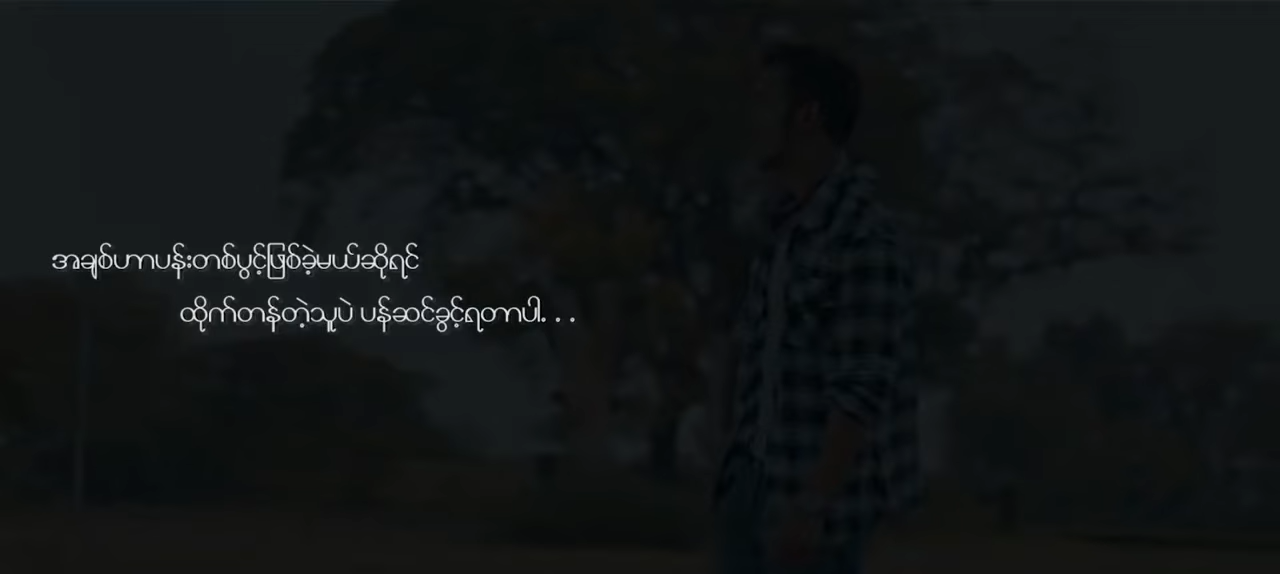 အချစ်ဟာပန်းတစ်ပွင့်ဖြစ်ခဲ့မယ်ဆိုရင်
ထိုက်တန်တဲ့သူပဲ ပန်ဆင်ခွင့်ရတာပါ. . .